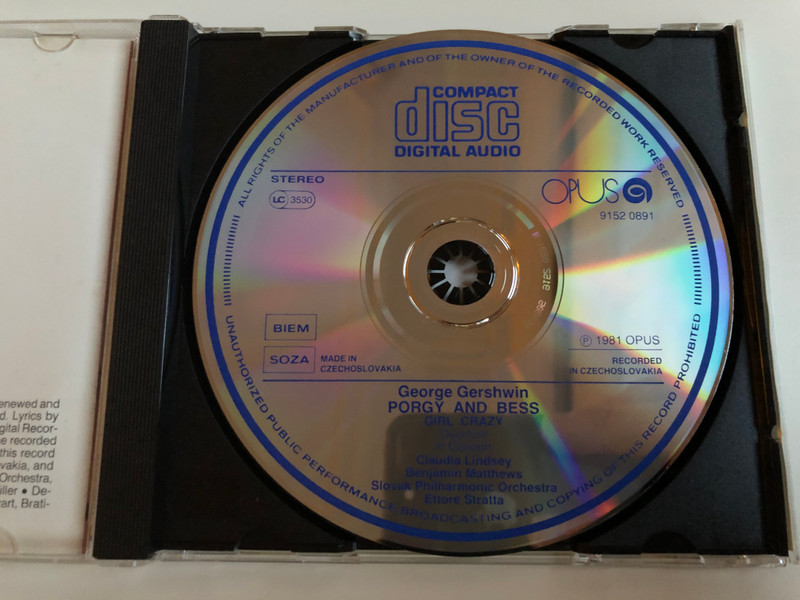 ALL RIGHTS OF THE MANUFACTURER AND OF THE OWNER OF THE RECORDED WORK RESERVED
COMPACT
disc
DIGITAL AUDIO
STEREO
LC 3530
OPUS
9152 0891
BIEM
SOZA
MADE IN
CZECHOSLOVAKIA
℗ 1981 OPUS
RECORDED
IN CZECHOSLOVAKIA
George Gershwin
PORGY AND BESS
GIRL CRAZY
Claudia Lindsey
Benjamin Matthews
Slovak Philharmonic Orchestra
Ettore Stratta
UNAUTHORIZED PUBLIC PERFORMANCE BROADCASTING AND COPYING OF THIS RECORD PROHIBITED
enewed and
d. Lyrics by
gital Recor-
e recorded
this record
vakia, and
Orchestra,
üller • De-
art, Brati-